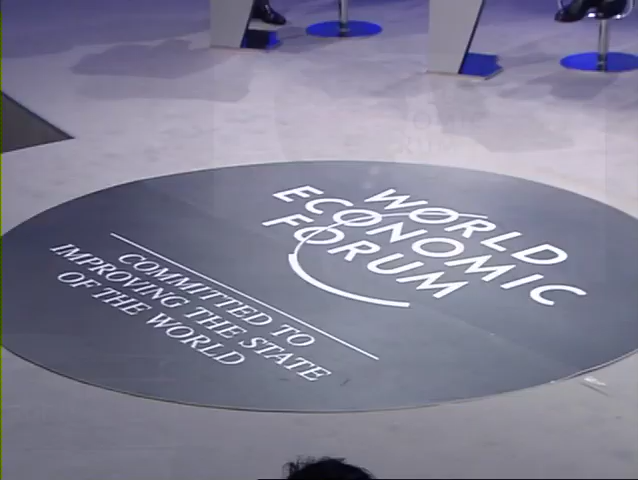 WORLD
ECONOMIC
FORUM
COMMITTED TO
IMPROVING THE STATE
OF THE WORLD